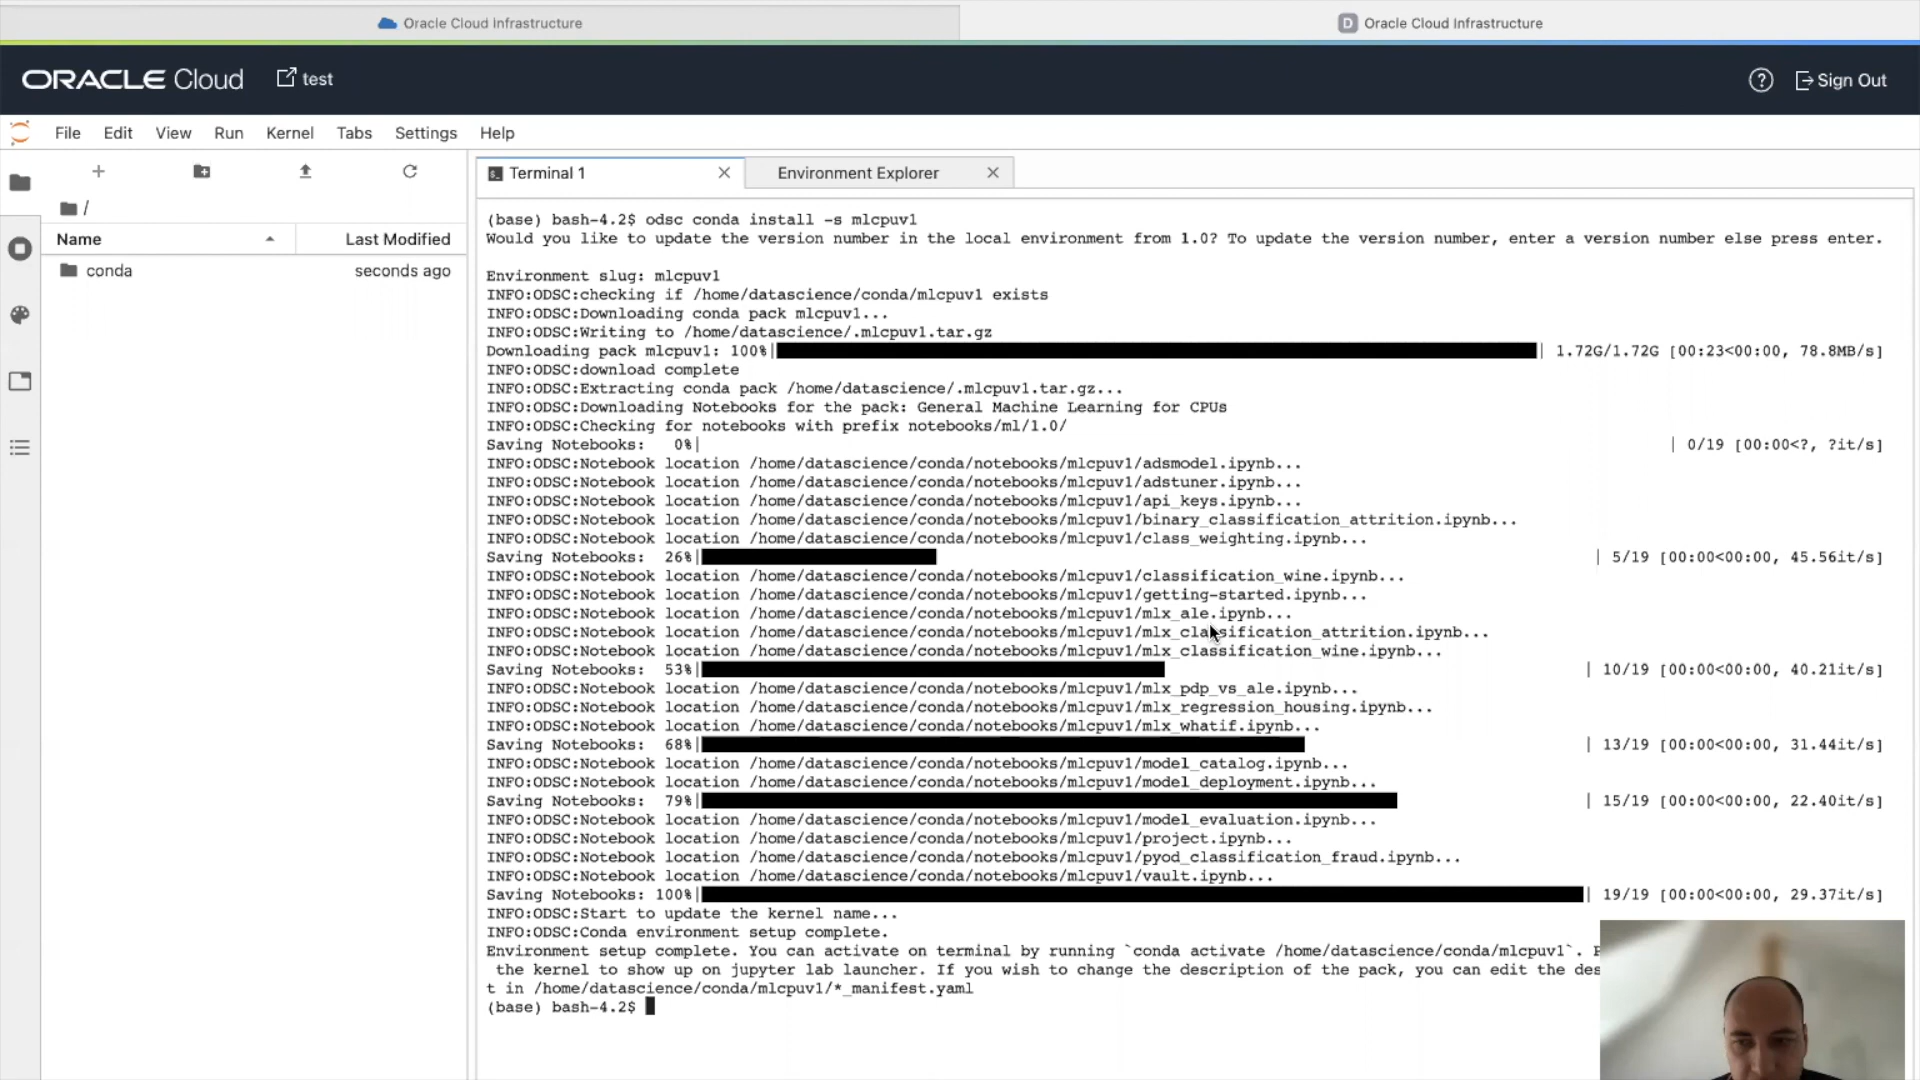 Oracle Cloud Infrastructure
D Oracle Cloud Infrastructure
ORACLE Cloud
test
? Sign Out
File Edit View Run Kernel Tabs Settings Help
Terminal 1
Environment Explorer
/
Name Last Modified
conda seconds ago
(base) bash-4.2$ odsc conda install -s mlcpuv1
Would you like to update the version number in the local environment from 1.0? To update the version number, enter a version number else press enter.
Environment slug: mlcpuv1
INFO:ODSC:checking if /home/datascience/conda/mlcpuv1 exists
INFO:ODSC:Downloading conda pack mlcpuv1...
INFO:ODSC:Writing to /home/datascience/.mlcpuv1.tar.gz
Downloading pack mlcpuv1: 100%| | 1.72G/1.72G [00:23<00:00, 78.8MB/s]
INFO:ODSC:download complete
INFO:ODSC:Extracting conda pack /home/datascience/.mlcpuv1.tar.gz...
INFO:ODSC:Downloading Notebooks for the pack: General Machine Learning for CPUs
INFO:ODSC:Checking for notebooks with prefix notebooks/ml/1.0/
Saving Notebooks: 0%| | 0/19 [00:00<?, ?it/s]
INFO:ODSC:Notebook location /home/datascience/conda/notebooks/mlcpuv1/adsmodel.ipynb...
INFO:ODSC:Notebook location /home/datascience/conda/notebooks/mlcpuv1/adstuner.ipynb...
INFO:ODSC:Notebook location /home/datascience/conda/notebooks/mlcpuv1/api_keys.ipynb...
INFO:ODSC:Notebook location /home/datascience/conda/notebooks/mlcpuv1/binary_classification_attrition.ipynb...
INFO:ODSC:Notebook location /home/datascience/conda/notebooks/mlcpuv1/class_weighting.ipynb...
Saving Notebooks: 26%| | 5/19 [00:00<00:00, 45.56it/s]
INFO:ODSC:Notebook location /home/datascience/conda/notebooks/mlcpuv1/classification_wine.ipynb...
INFO:ODSC:Notebook location /home/datascience/conda/notebooks/mlcpuv1/getting-started.ipynb...
INFO:ODSC:Notebook location /home/datascience/conda/notebooks/mlcpuv1/mlx_ale.ipynb...
INFO:ODSC:Notebook location /home/datascience/conda/notebooks/mlcpuv1/mlx_classification_attrition.ipynb...
INFO:ODSC:Notebook location /home/datascience/conda/notebooks/mlcpuv1/mlx_classification_wine.ipynb...
Saving Notebooks: 53%| | 10/19 [00:00<00:00, 40.21it/s]
INFO:ODSC:Notebook location /home/datascience/conda/notebooks/mlcpuv1/mlx_pdp_vs_ale.ipynb...
INFO:ODSC:Notebook location /home/datascience/conda/notebooks/mlcpuv1/mlx_regression_housing.ipynb...
INFO:ODSC:Notebook location /home/datascience/conda/notebooks/mlcpuv1/mlx_whatif.ipynb...
Saving Notebooks: 68%| | 13/19 [00:00<00:00, 31.44it/s]
INFO:ODSC:Notebook location /home/datascience/conda/notebooks/mlcpuv1/model_catalog.ipynb...
INFO:ODSC:Notebook location /home/datascience/conda/notebooks/mlcpuv1/model_deployment.ipynb...
Saving Notebooks: 79%| | 15/19 [00:00<00:00, 22.40it/s]
INFO:ODSC:Notebook location /home/datascience/conda/notebooks/mlcpuv1/model_evaluation.ipynb...
INFO:ODSC:Notebook location /home/datascience/conda/notebooks/mlcpuv1/project.ipynb...
INFO:ODSC:Notebook location /home/datascience/conda/notebooks/mlcpuv1/pyod_classification_fraud.ipynb...
INFO:ODSC:Notebook location /home/datascience/conda/notebooks/mlcpuv1/vault.ipynb...
Saving Notebooks: 100%| | 19/19 [00:00<00:00, 29.37it/s]
INFO:ODSC:Start to update the kernel name...
INFO:ODSC:Conda environment setup complete.
Environment setup complete. You can activate on terminal by running `conda activate /home/datascience/conda/mlcpuv1`.
the kernel to show up on jupyter lab launcher. If you wish to change the description of the pack, you can edit the des
t in /home/datascience/conda/mlcpuv1/*_manifest.yaml
(base) bash-4.2$